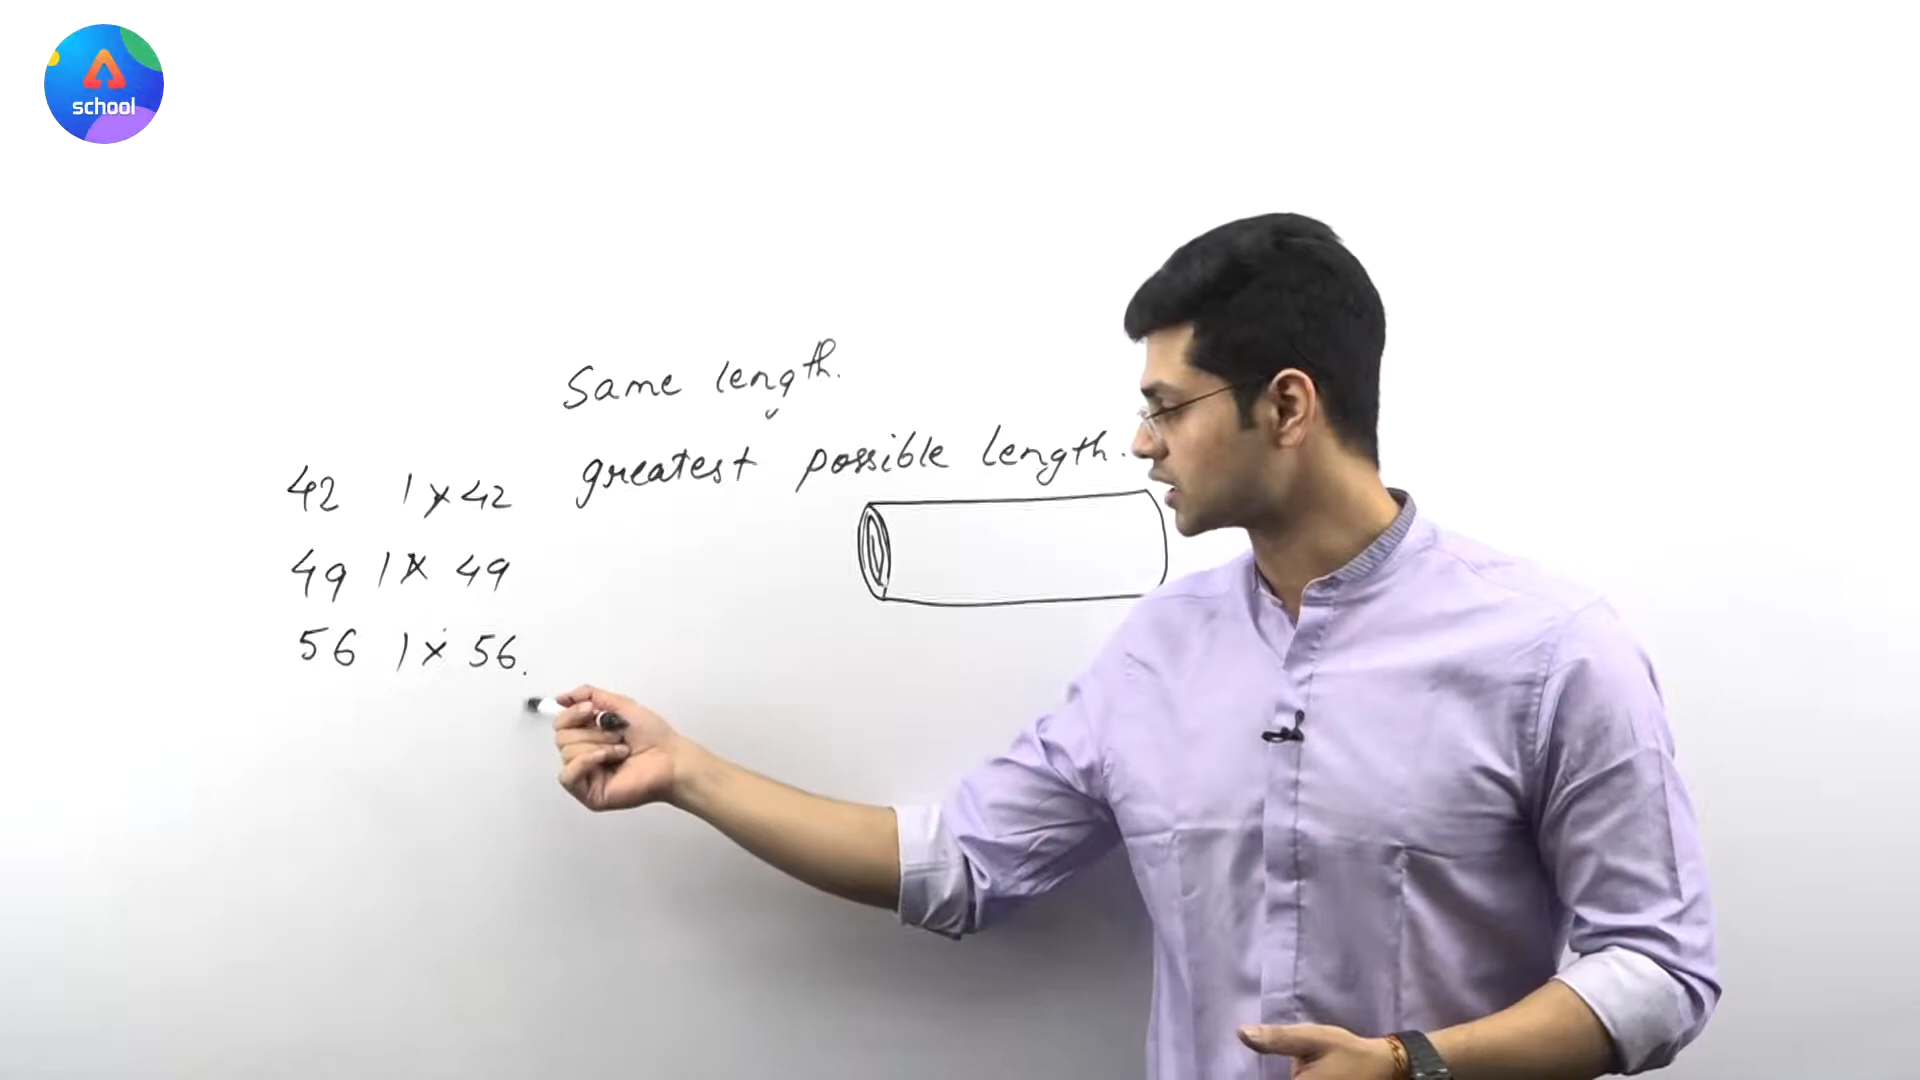 school
Same length.
greatest possible length.
42 1 x 42
49 1 x 49
56 1 x 56.